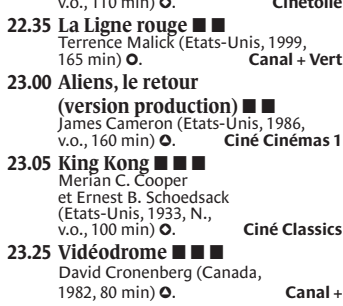 v.o., 110 min) ✪. Cinétoile
22.35 La Ligne rouge ■ ■
Terrence Malick (Etats-Unis, 1999,
165 min) ✪. Canal + Vert
23.00 Aliens, le retour
(version production) ■ ■
James Cameron (Etats-Unis, 1986,
v.o., 160 min) ✪. Ciné Cinémas 1
23.05 King Kong ■ ■ ■
Merian C. Cooper
et Ernest B. Schoedsack
(Etats-Unis, 1933, N.,
v.o., 100 min) ✪. Ciné Classics
23.25 Vidéodrome ■ ■ ■
David Cronenberg (Canada,
1982, 80 min) ✪. Canal +